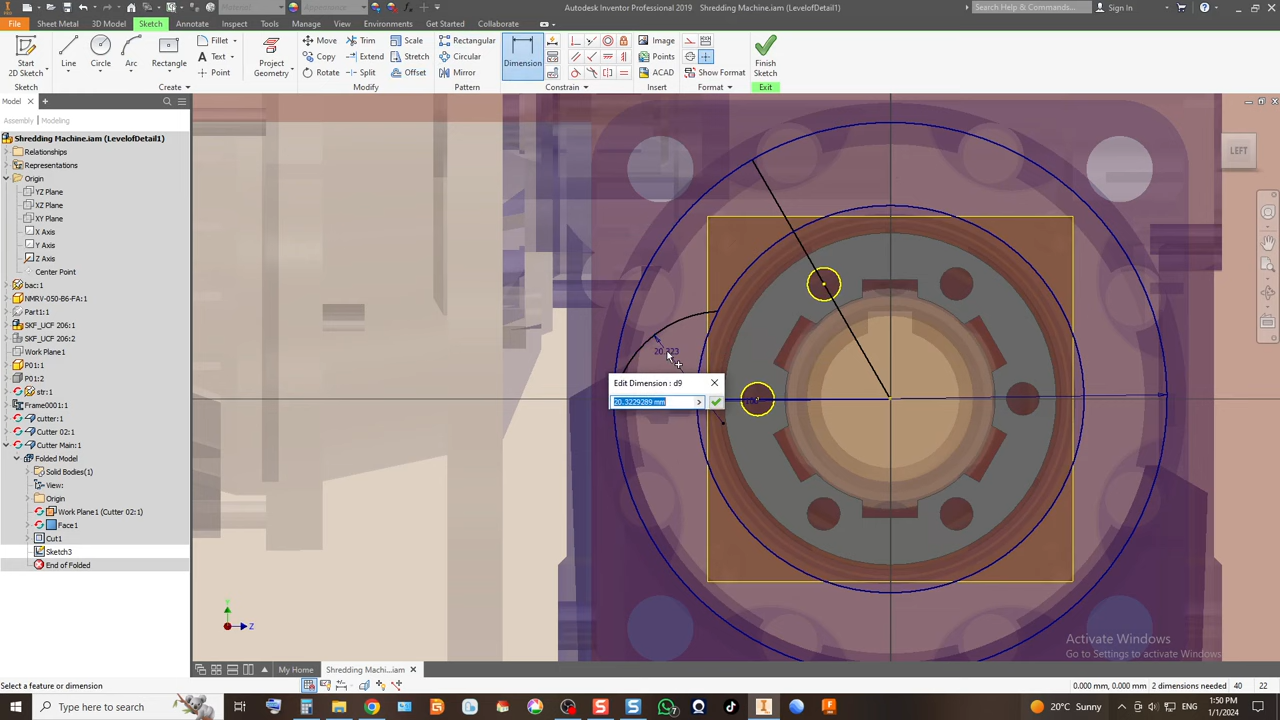 Autodesk Inventor Professional 2019   Shredding Machine.iam (LevelofDetail1)
Search Help & Commands...
Sign In
Material
Appearance
File
Sheet Metal
3D Model
Sketch
Annotate
Inspect
Tools
Manage
View
Environments
Get Started
Collaborate
Start
2D Sketch
Line
Circle
Arc
Rectangle
Fillet
Text
Point
Project
Geometry
Move
Copy
Rotate
Trim
Extend
Split
Scale
Stretch
Offset
Rectangular
Circular
Mirror
Dimension
Image
Points
ACAD
Show Format
Finish
Sketch
Sketch
Create
Modify
Pattern
Constrain
Insert
Format
Exit
Model
Assembly
Modeling
Shredding Machine.iam (LevelofDetail1)
Relationships
Representations
Origin
YZ Plane
XZ Plane
XY Plane
X Axis
Y Axis
Z Axis
Center Point
bac:1
NMRV-050-B6-FA:1
Part1:1
SKF_UCF 206:1
SKF_UCF 206:2
Work Plane1
P01:1
P01:2
str:1
Frame0001:1
cutter:1
Cutter 02:1
Cutter Main:1
Folded Model
Solid Bodies(1)
View:
Origin
Work Plane1 (Cutter 02:1)
Face1
Cut1
Sketch3
End of Folded
LEFT
Edit Dimension : d9
20.3229289 mm
Y
Z
Activate Windows
Go to Settings to activate Windows
My Home
Shredding Machi...iam
Select a feature or dimension
0.000 mm, 0.000 mm
2 dimensions needed
40
22
Type here to search
20°C Sunny
ENG
1:50 PM
1/1/2024